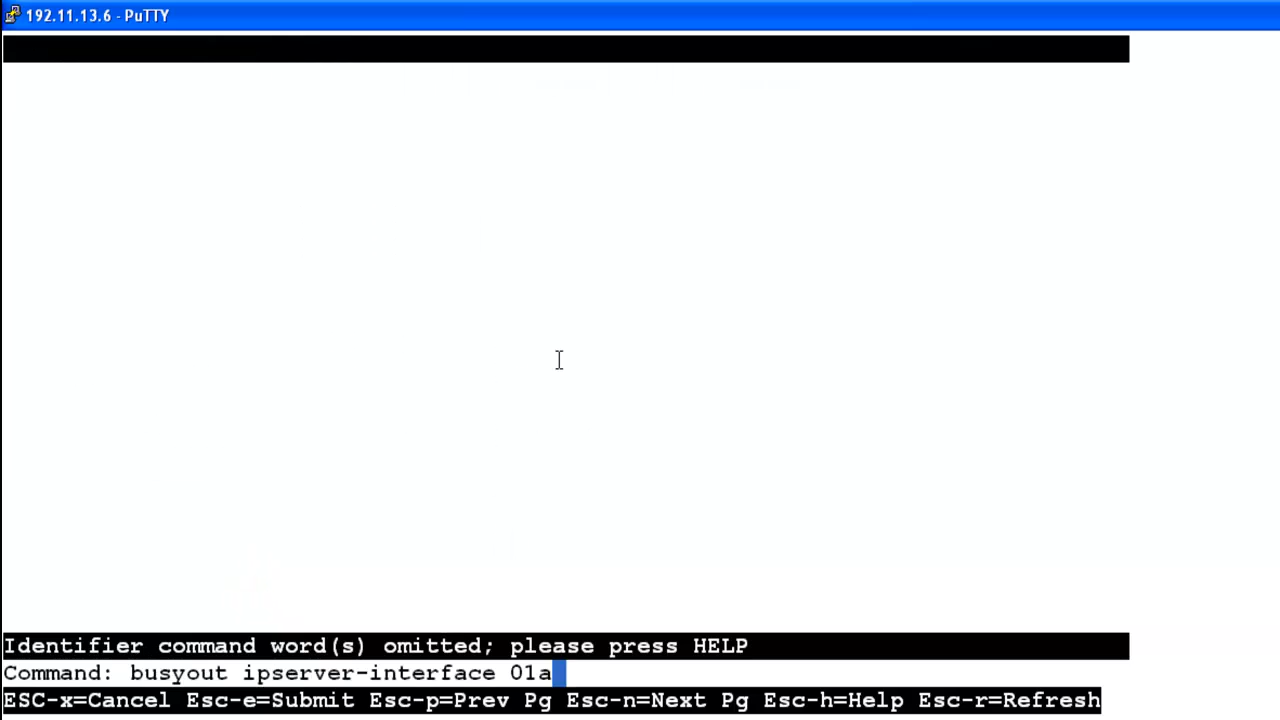 192.11.13.6 - PuTTY
Identifier command word(s) omitted; please press HELP
Command: busyout ipserver-interface 01a
ESC-x=Cancel Esc-e=Submit Esc-p=Prev Pg Esc-n=Next Pg Esc-h=Help Esc-r=Refresh